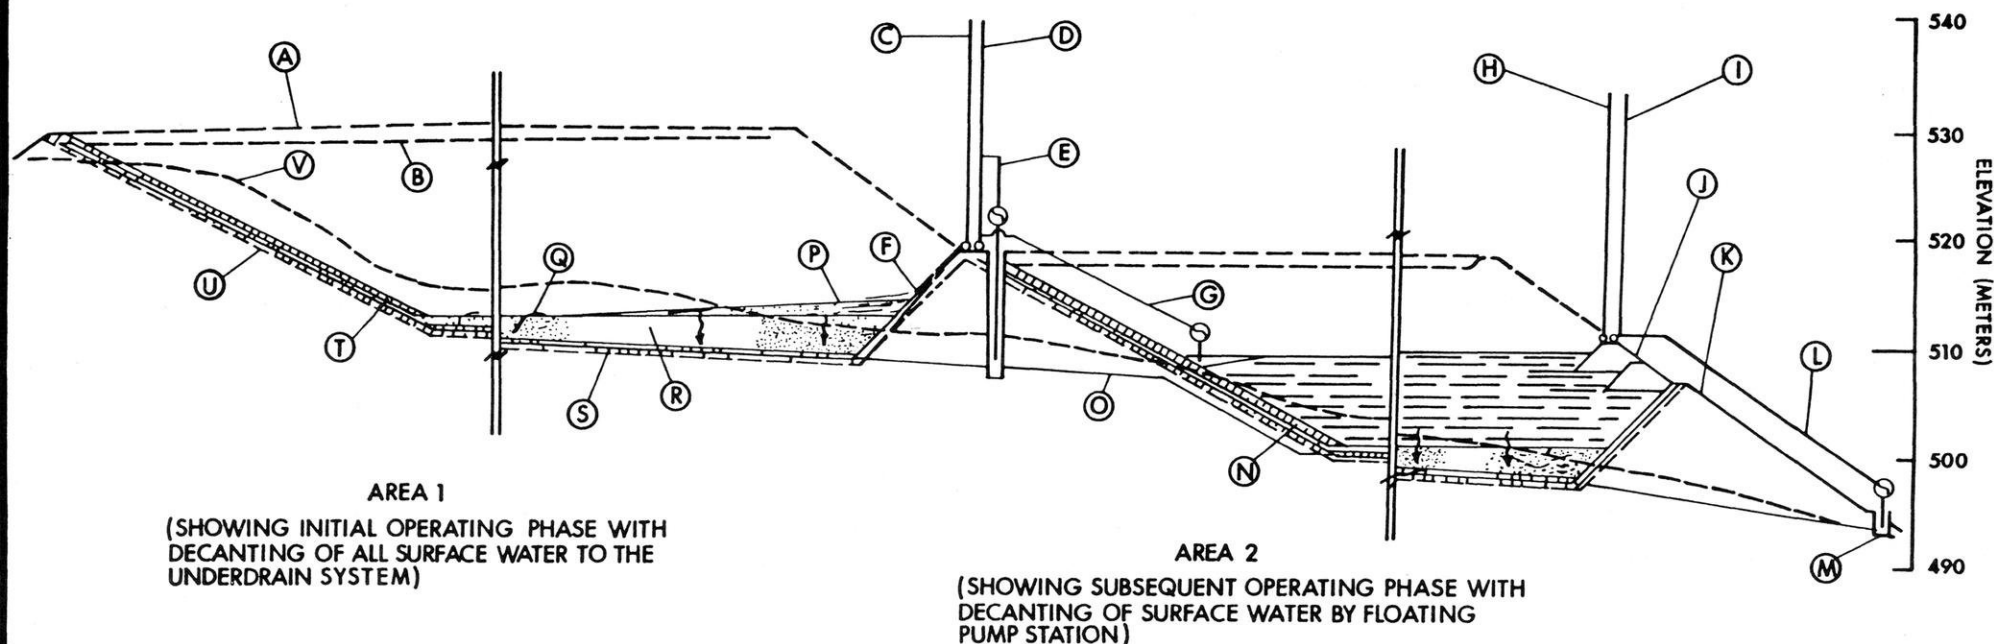 540
C
D
A
H
I
530
E
V
B
J
ELEVATION (METERS)
520
F
P
Q
K
U
G
510
T
L
R
S
O
500
N
AREA 1
(SHOWING INITIAL OPERATING PHASE WITH
DECANTING OF ALL SURFACE WATER TO THE
UNDERDRAIN SYSTEM)
AREA 2
(SHOWING SUBSEQUENT OPERATING PHASE WITH
DECANTING OF SURFACE WATER BY FLOATING
PUMP STATION)
M
490